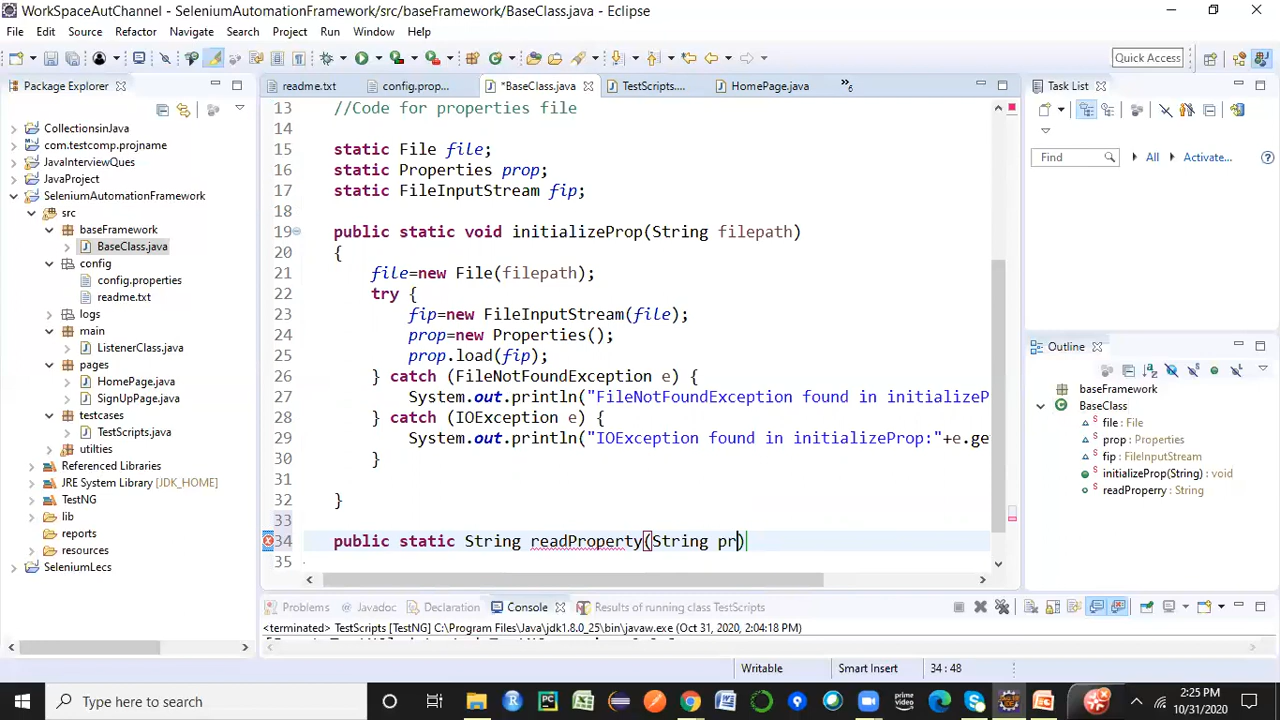 WorkSpaceAutChannel - SeleniumAutomationFramework/src/baseFramework/BaseClass.java - Eclipse
File Edit Source Refactor Navigate Search Project Run Window Help
Quick Access
Package Explorer
CollectionsinJava
com.testcomp.projname
JavaInterviewQues
JavaProject
SeleniumAutomationFramework
src
baseFramework
BaseClass.java
config
config.properties
readme.txt
logs
main
ListenerClass.java
pages
HomePage.java
SignUpPage.java
testcases
TestScripts.java
utilties
Referenced Libraries
JRE System Library [JDK_HOME]
TestNG
lib
reports
resources
SeleniumLecs
readme.txt config.prop... *BaseClass.java TestScripts.... HomePage.java »6
13 //Code for properties file
14
15 static File file;
16 static Properties prop;
17 static FileInputStream fip;
18
19 public static void initializeProp(String filepath)
20 {
21 file=new File(filepath);
22 try {
23 fip=new FileInputStream(file);
24 prop=new Properties();
25 prop.load(fip);
26 } catch (FileNotFoundException e) {
27 System.out.println("FileNotFoundException found in initializeP
28 } catch (IOException e) {
29 System.out.println("IOException found in initializeProp:"+e.ge
30 }
31
32 }
33
34 public static String readProperty(String pr)
35
Task List
Find All Activate...
Outline
baseFramework
BaseClass
file : File
prop : Properties
fip : FileInputStream
initializeProp(String) : void
readProperry : String
Problems Javadoc Declaration Console Results of running class TestScripts
<terminated> TestScripts [TestNG] C:\Program Files\Java\jdk1.8.0_25\bin\javaw.exe (Oct 31, 2020, 2:04:18 PM)
Writable Smart Insert 34 : 48
Type here to search
prime video
2:25 PM
10/31/2020